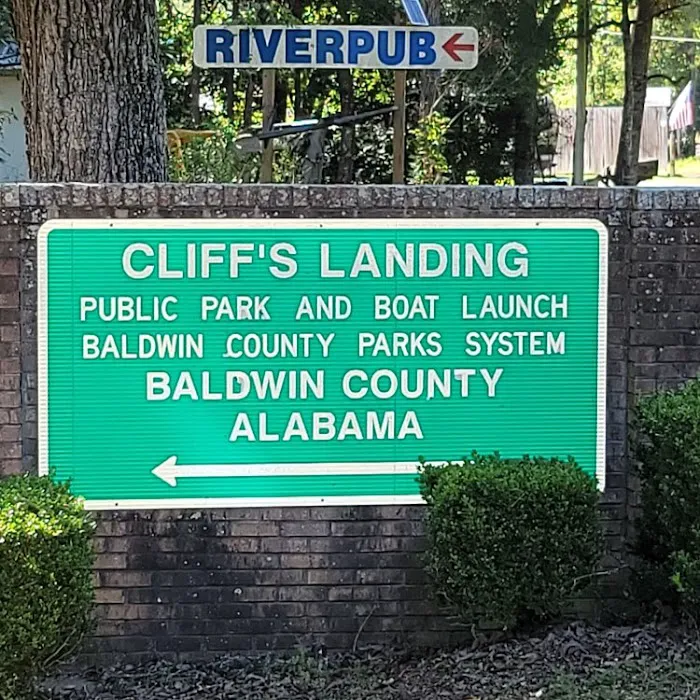 RIVERPUB
CLIFF'S LANDING
PUBLIC PARK AND BOAT LAUNCH
BALDWIN COUNTY PARKS SYSTEM
BALDWIN COUNTY
ALABAMA